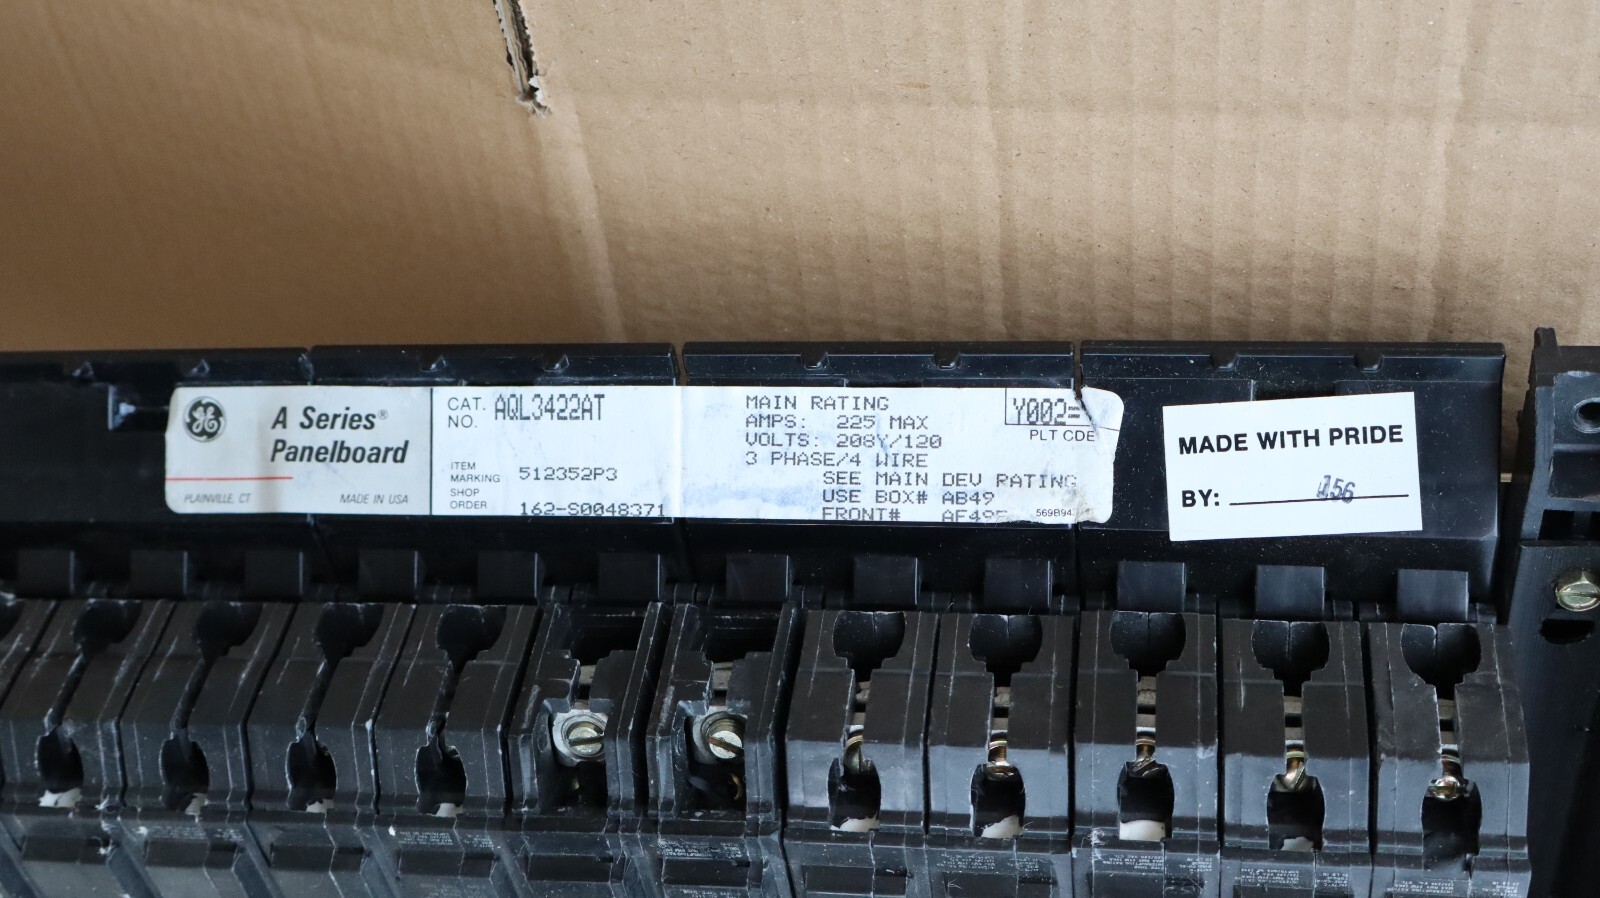 GE
A Series®
Panelboard
PLAINVILLE, CT MADE IN USA
CAT. NO. AQL3422AT
ITEM MARKING 512352P3
SHOP ORDER 162-S0048371
MAIN RATING
AMPS: 225 MAX
VOLTS: 208Y/120
3 PHASE/4 WIRE
SEE MAIN DEV RATING
USE BOX# AB49
FRONT#
Y002
PLT CDE
569B94
MADE WITH PRIDE
BY: 156